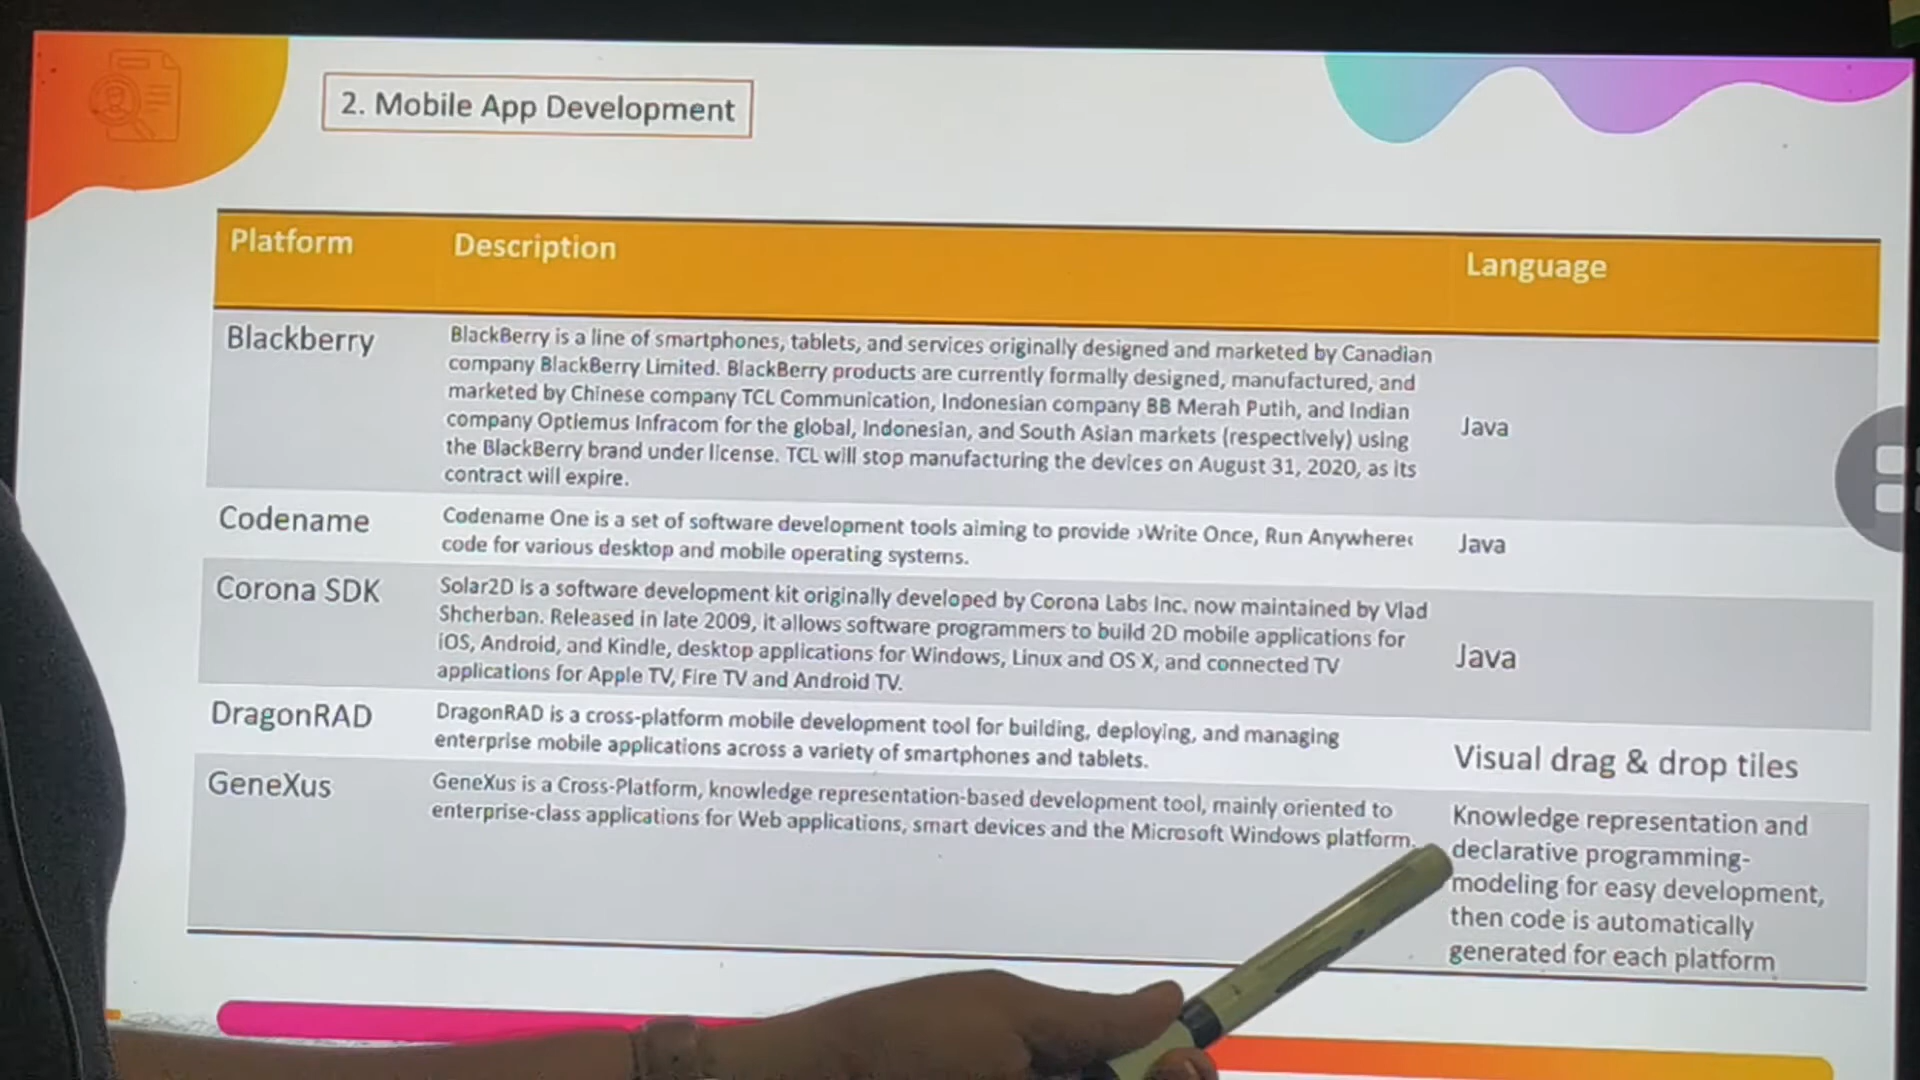 2. Mobile App Development
Platform
Description
Language
Blackberry
BlackBerry is a line of smartphones, tablets, and services originally designed and marketed by Canadian
company BlackBerry Limited. BlackBerry products are currently formally designed, manufactured, and
marketed by Chinese company TCL Communication, Indonesian company BB Merah Putih, and Indian
company Optiemus Infracom for the global, Indonesian, and South Asian markets (respectively) using
the BlackBerry brand under license. TCL will stop manufacturing the devices on August 31, 2020, as its
contract will expire.
Java
Codename
Codename One is a set of software development tools aiming to provide ›Write Once, Run Anywhere‹
code for various desktop and mobile operating systems.
Java
Corona SDK
Solar2D is a software development kit originally developed by Corona Labs Inc. now maintained by Vlad
Shcherban. Released in late 2009, it allows software programmers to build 2D mobile applications for
iOS, Android, and Kindle, desktop applications for Windows, Linux and OS X, and connected TV
applications for Apple TV, Fire TV and Android TV.
Java
DragonRAD
DragonRAD is a cross-platform mobile development tool for building, deploying, and managing
enterprise mobile applications across a variety of smartphones and tablets.
Visual drag & drop tiles
GeneXus
GeneXus is a Cross-Platform, knowledge representation-based development tool, mainly oriented to
enterprise-class applications for Web applications, smart devices and the Microsoft Windows platform.
Knowledge representation and
declarative programming-
modeling for easy development,
then code is automatically
generated for each platform